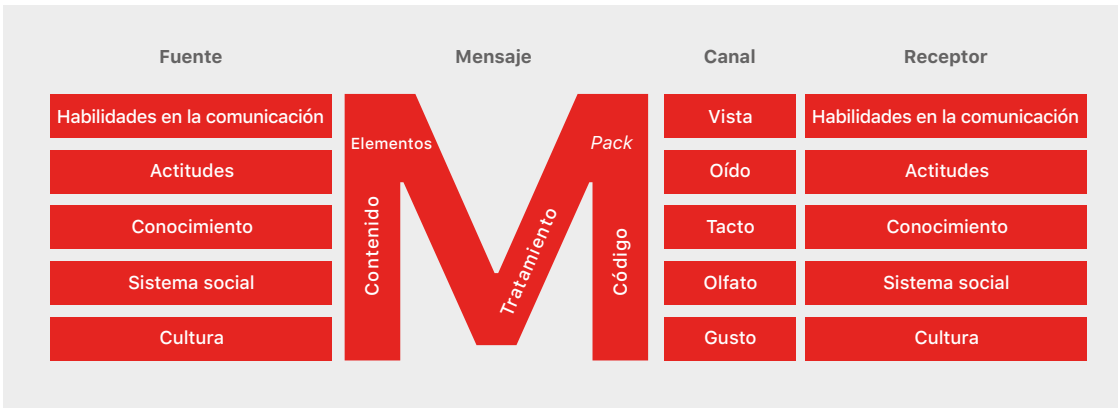 Fuente
Habilidades en la comunicación
Actitudes
Conocimiento
Sistema social
Cultura
Mensaje
Elementos
Pack
Contenido
Tratamiento
Código
Canal
Vista
Oído
Tacto
Olfato
Gusto
Receptor
Habilidades en la comunicación
Actitudes
Conocimiento
Sistema social
Cultura